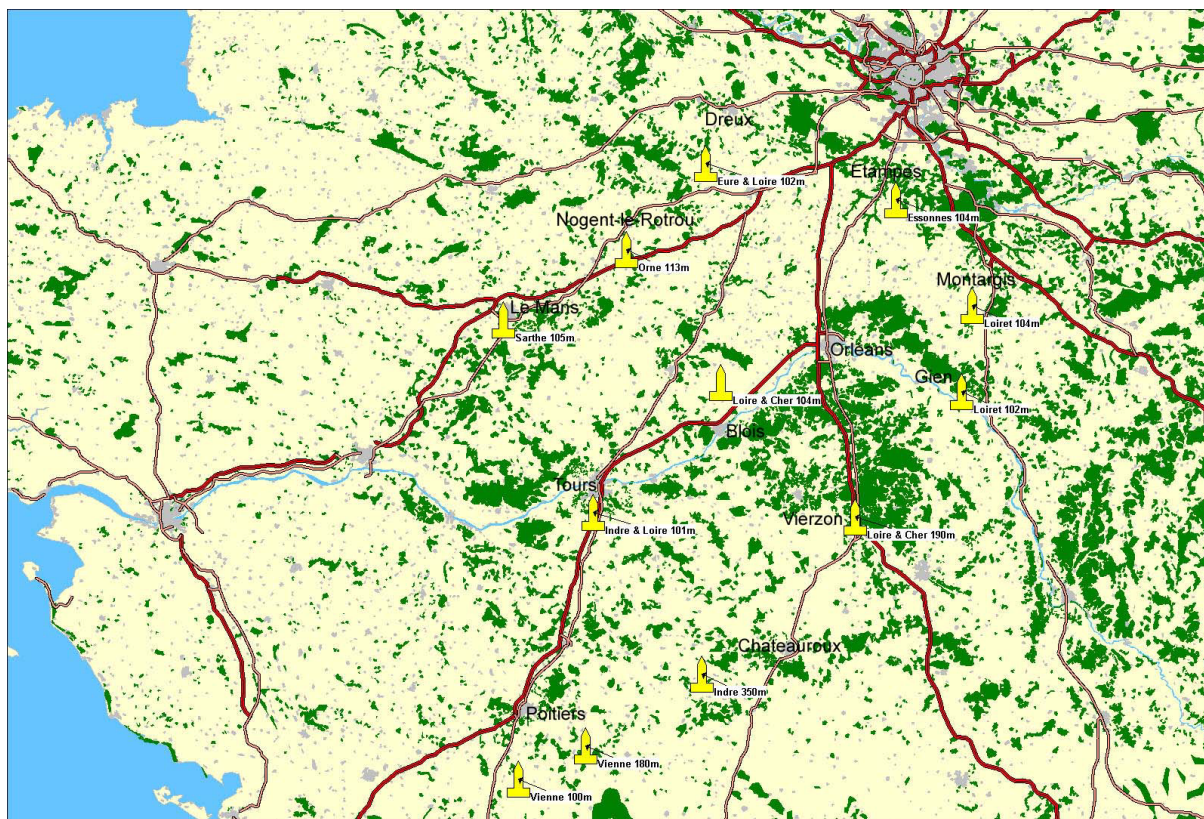 Dreux
Eure & Loire 102m
Etampes
Essonnes 104m
Nogent-le-Rotrou
Orne 113m
Montargis
Loiret 104m
Le Mans
Sarthe 105m
Orléans
Gien
Loiret 102m
Loire & Cher 104m
Blois
Tours
Indre & Loire 101m
Vierzon
Loire & Cher 190m
Chateauroux
Indre 350m
Poitiers
Vienne 180m
Vienne 100m